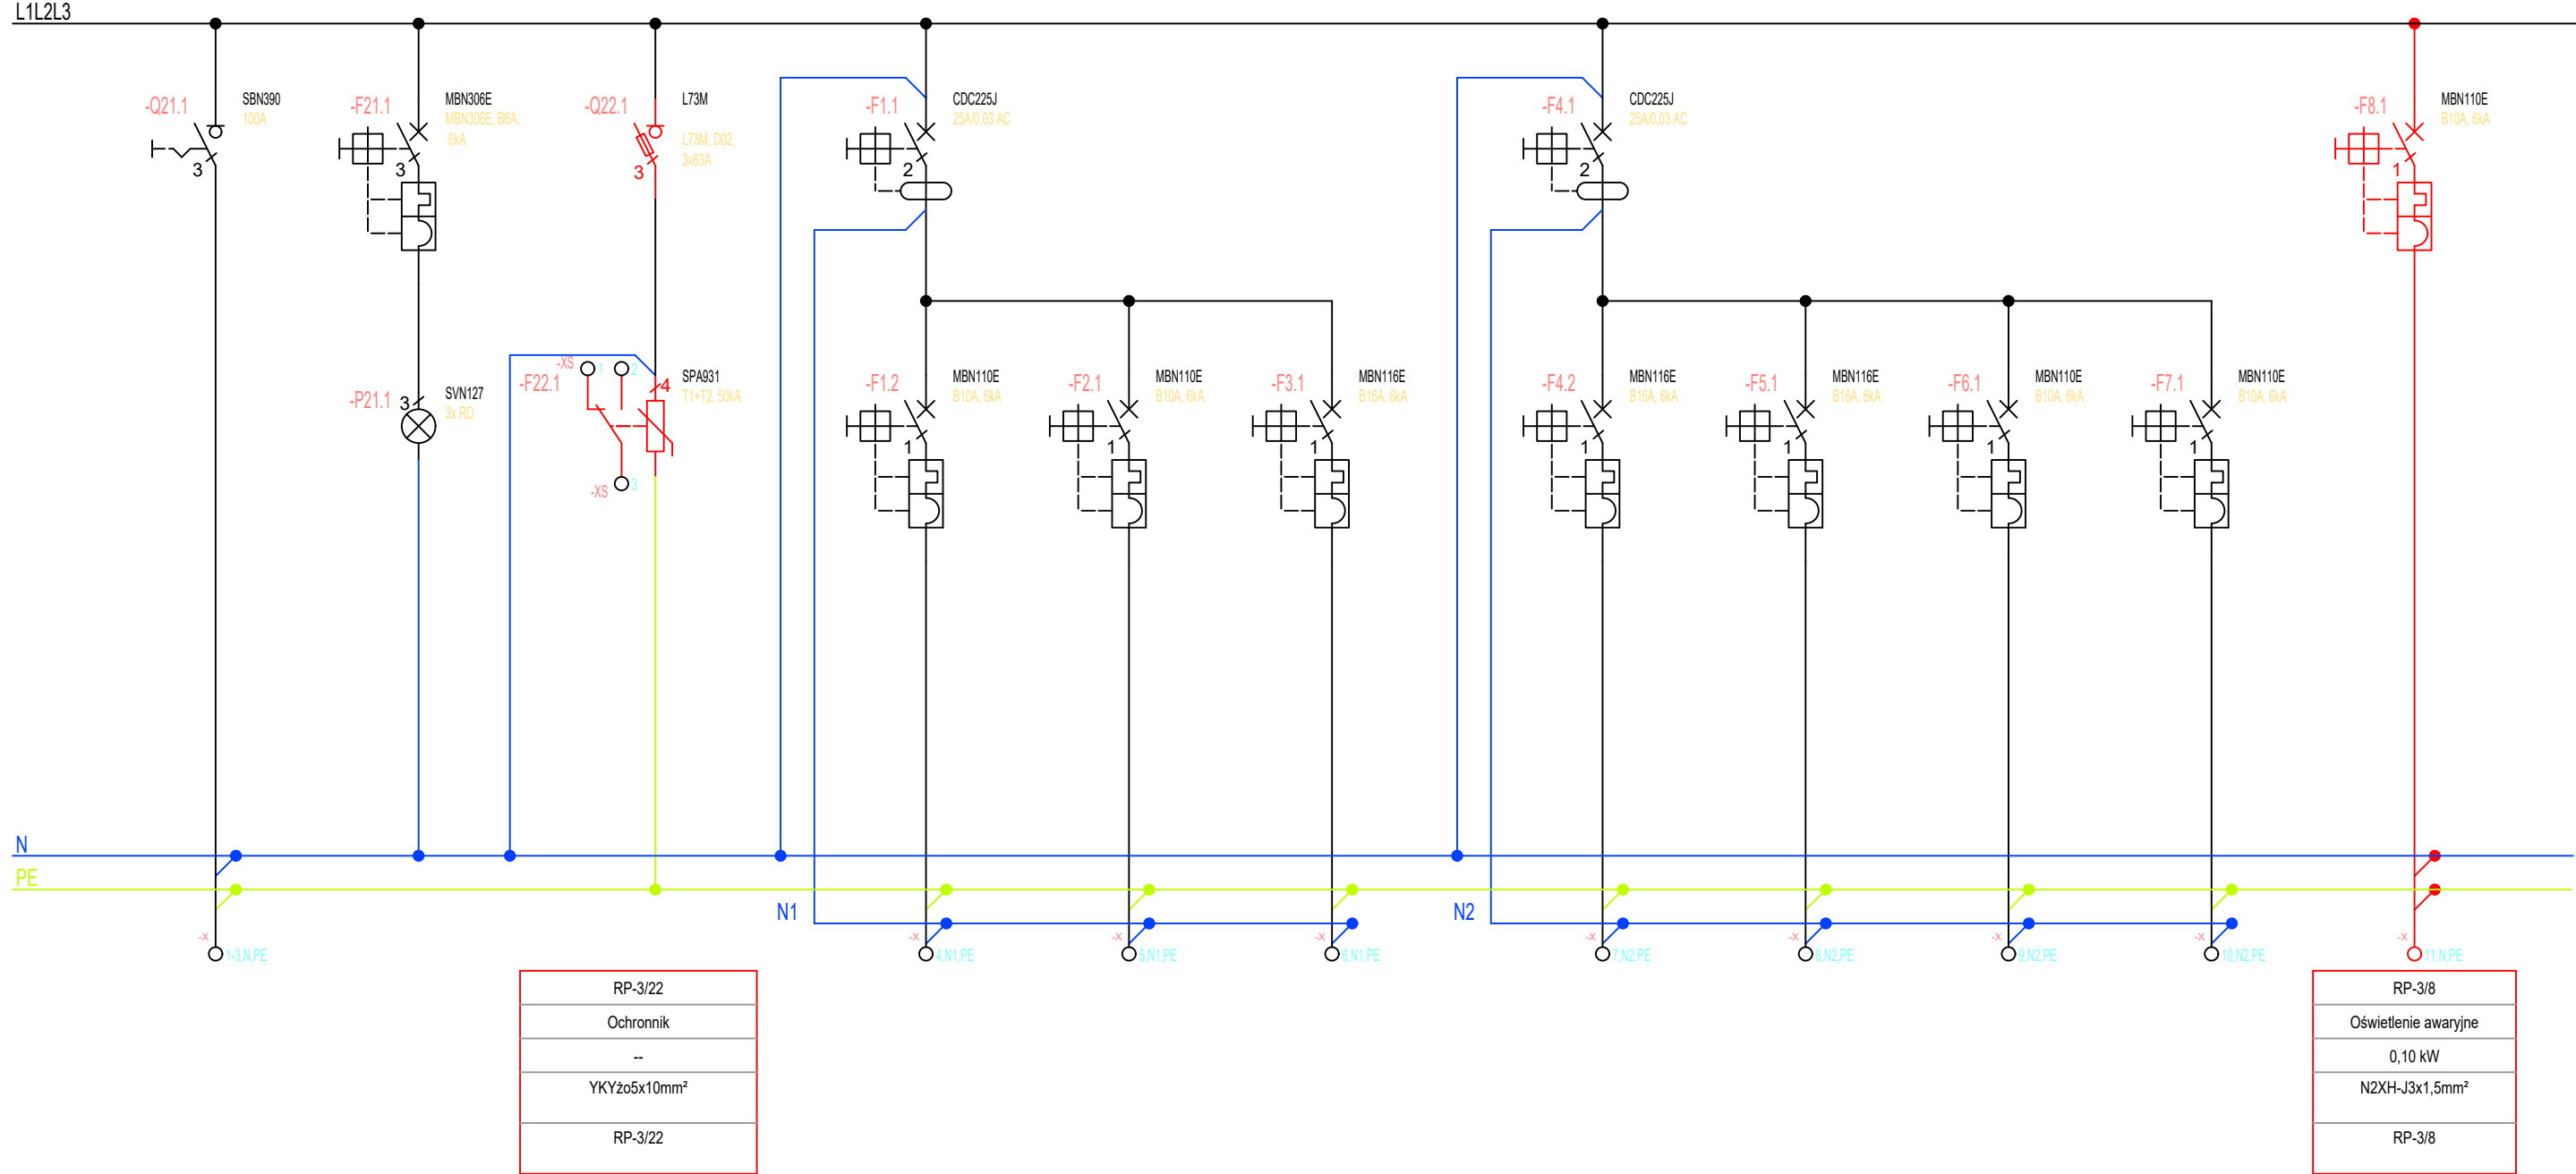 L1L2L3
-Q21.1
SBN390
100A
3
-F21.1
MBN306E
MBN306E, B6A,
6kA
3
-Q22.1
L73M
L73M, D02,
3x63A
3
-F1.1
CDC225J
25A/0,03 AC
2
-F4.1
CDC225J
25A/0,03 AC
2
-F8.1
MBN110E
B10A, 6kA
1
-P21.1
3
SVN127
3x RD
-F22.1
-XS
1
2
4
SPA931
T1+T2, 50kA
-XS
3
-F1.2
MBN110E
B10A, 6kA
1
-F2.1
MBN110E
B10A, 6kA
1
-F3.1
MBN116E
B16A, 6kA
1
-F4.2
MBN116E
B16A, 6kA
1
-F5.1
MBN116E
B16A, 6kA
1
-F6.1
MBN110E
B10A, 6kA
1
-F7.1
MBN110E
B10A, 6kA
1
N
PE
N1
N2
-X
1-3,N,PE
-X
4,N1,PE
-X
5,N1,PE
-X
6,N1,PE
-X
7,N2,PE
-X
8,N2,PE
-X
9,N2,PE
-X
10,N2,PE
-X
11,N,PE
RP-3/22
Ochronnik
--
YKYżo5x10mm²
RP-3/22
RP-3/8
Oświetlenie awaryjne
0,10 kW
N2XH-J3x1,5mm²
RP-3/8